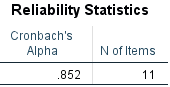 Reliability Statistics
Cronbach's
Alpha N of Items
.852 11